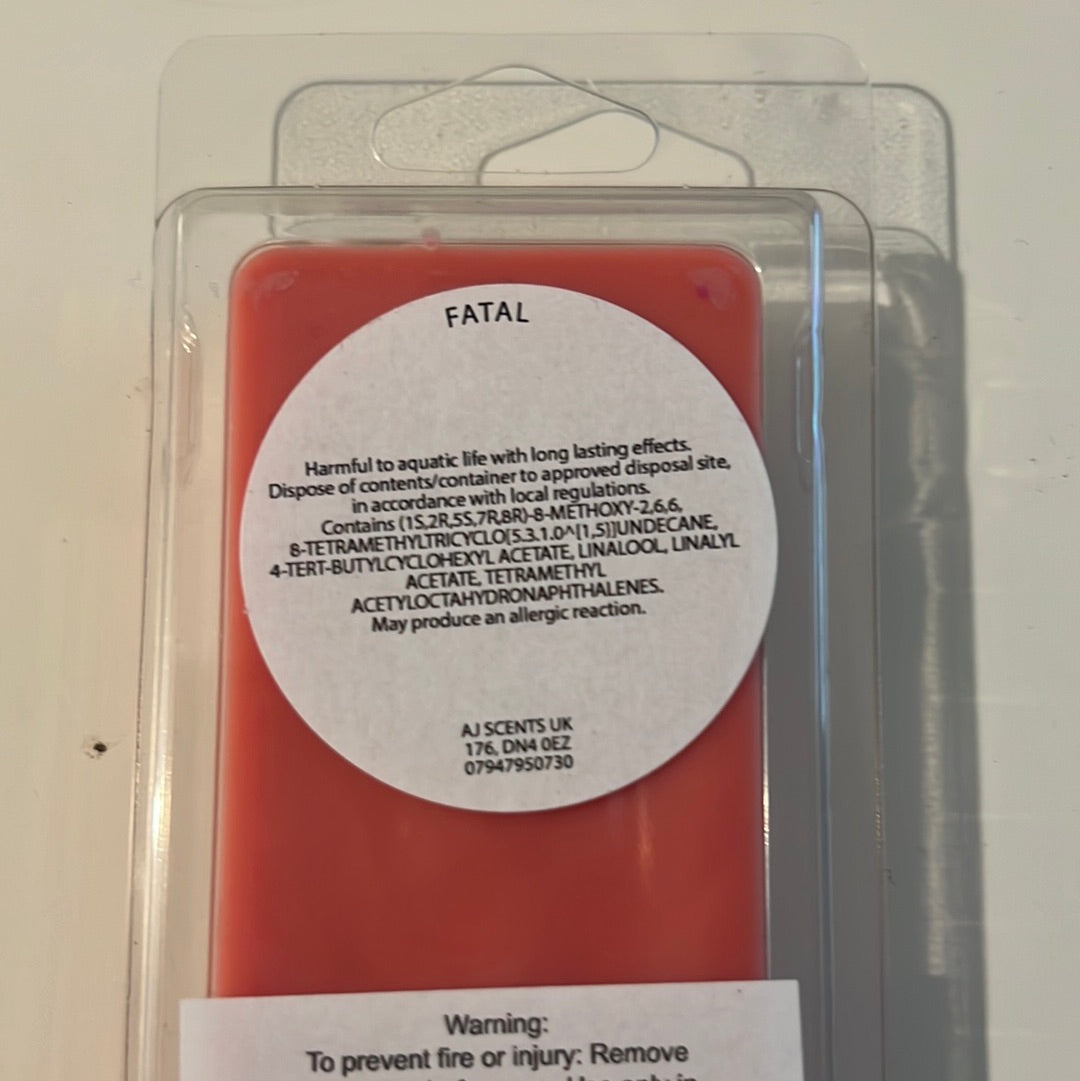 FATAL
Harmful to aquatic life with long lasting effects.
Dispose of contents/container to approved disposal site,
in accordance with local regulations.
Contains (1S,2R,5S,7R,8R)-8-METHOXY-2,6,6,
8-TETRAMETHYLTRICYCLO[5.3.1.0^[1,5]]UNDECANE,
4-TERT-BUTYLCYCLOHEXYL ACETATE, LINALOOL, LINALYL
ACETATE, TETRAMETHYL
ACETYLOCTAHYDRONAPHTHALENES.
May produce an allergic reaction.
AJ SCENTS UK
176, DN4 0EZ
07947950730
Warning:
To prevent fire or injury: Remove